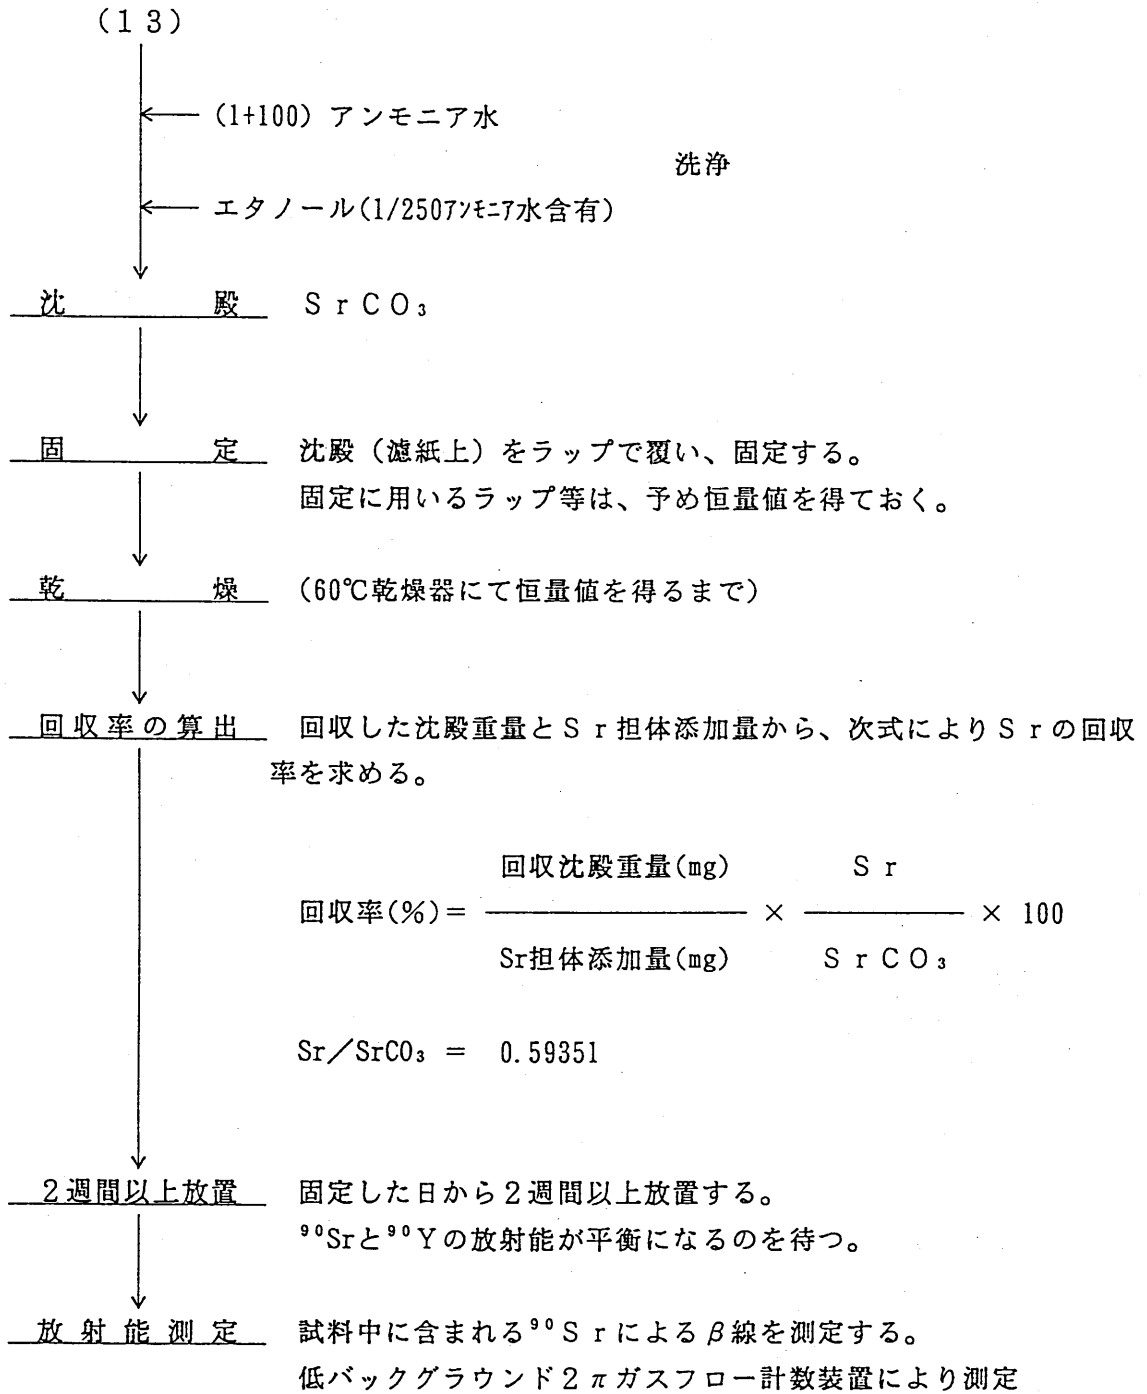 (13)
(1+100) アンモニア水
洗浄
エタノール(1/250アンモニア水含有)
沈殿 SrCO₃
固定 沈殿（濾紙上）をラップで覆い、固定する。
固定に用いるラップ等は、予め恒量値を得ておく。
乾燥 (60℃乾燥器にて恒量値を得るまで)
回収率の算出 回収した沈殿重量とSr担体添加量から、次式によりSrの回収
率を求める。
回収沈殿重量(mg) Sr
回収率(%)= × × 100
Sr担体添加量(mg) SrCO₃
Sr／SrCO₃ = 0.59351
2週間以上放置 固定した日から2週間以上放置する。
⁹⁰Srと⁹⁰Yの放射能が平衡になるのを待つ。
放射能測定 試料中に含まれる⁹⁰Srによるβ線を測定する。
低バックグラウンド2πガスフロー計数装置により測定